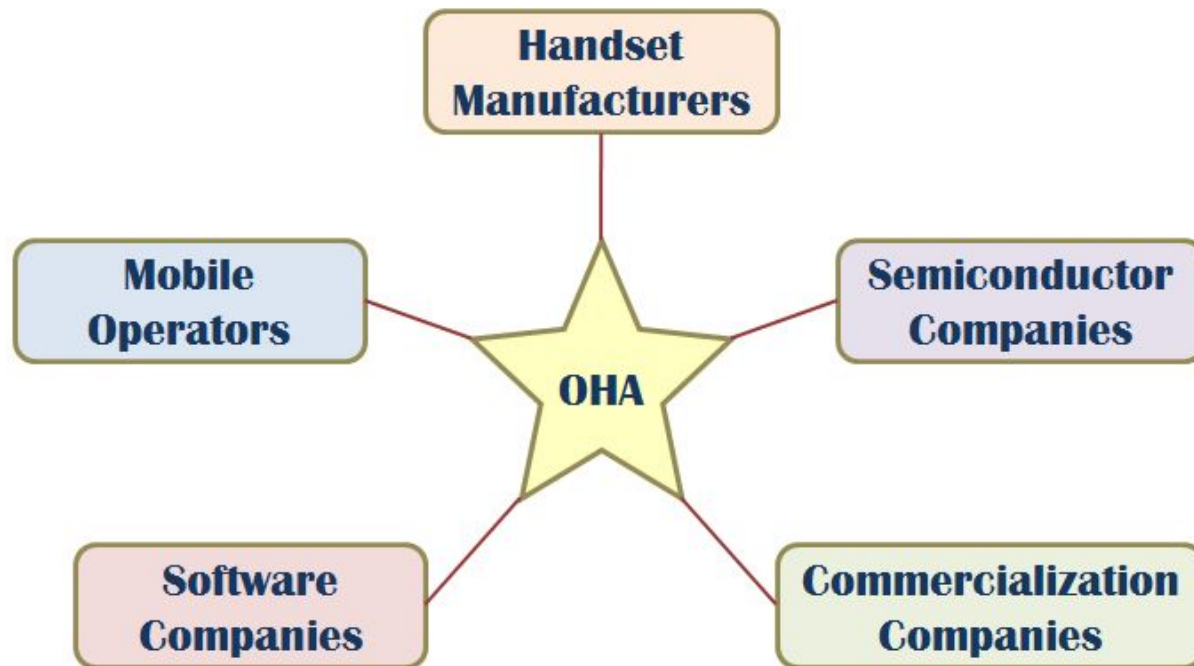 Handset
Manufacturers
Mobile
Operators
Semiconductor
Companies
OHA
Software
Companies
Commercialization
Companies